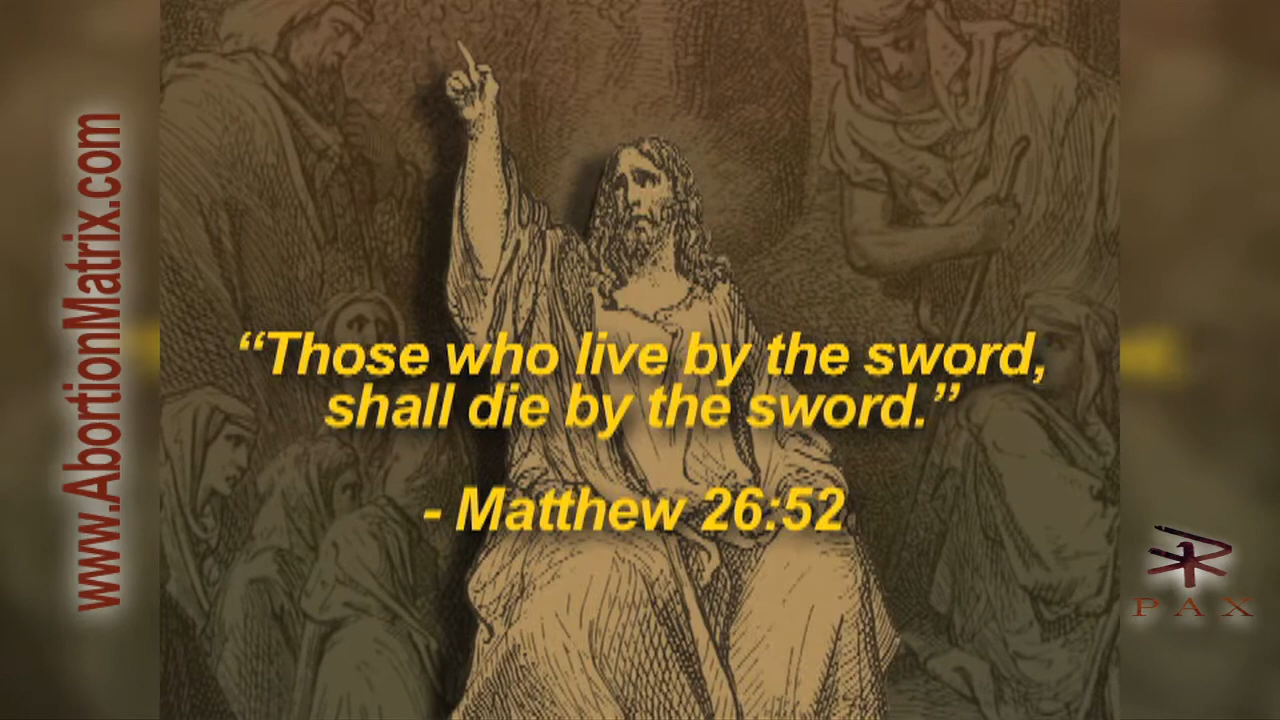 www.AbortionMatrix.com
“Those who live by the sword,
shall die by the sword.”
- Matthew 26:52
PAX